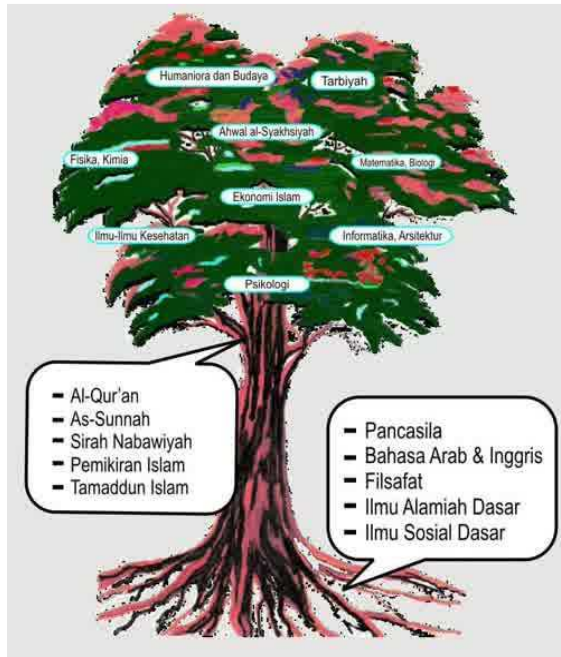 Humaniora dan Budaya
Tarbiyah
Ahwal al-Syakhsiyah
Fisika, Kimia
Matematika, Biologi
Ekonomi Islam
Ilmu-Ilmu Kesehatan
Informatika, Arsitektur
Psikologi
- Al-Qur'an
- As-Sunnah
- Sirah Nabawiyah
- Pemikiran Islam
- Tamaddun Islam
- Pancasila
- Bahasa Arab & Inggris
- Filsafat
- Ilmu Alamiah Dasar
- Ilmu Sosial Dasar